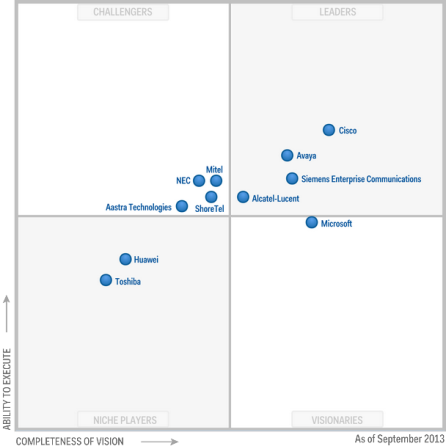 CHALLENGERS
LEADERS
Cisco
Avaya
Mitel
NEC
Siemens Enterprise Communications
Aastra Technologies
ShoreTel
Alcatel-Lucent
Microsoft
Huawei
Toshiba
ABILITY TO EXECUTE
NICHE PLAYERS
VISIONARIES
COMPLETENESS OF VISION
As of September 2013